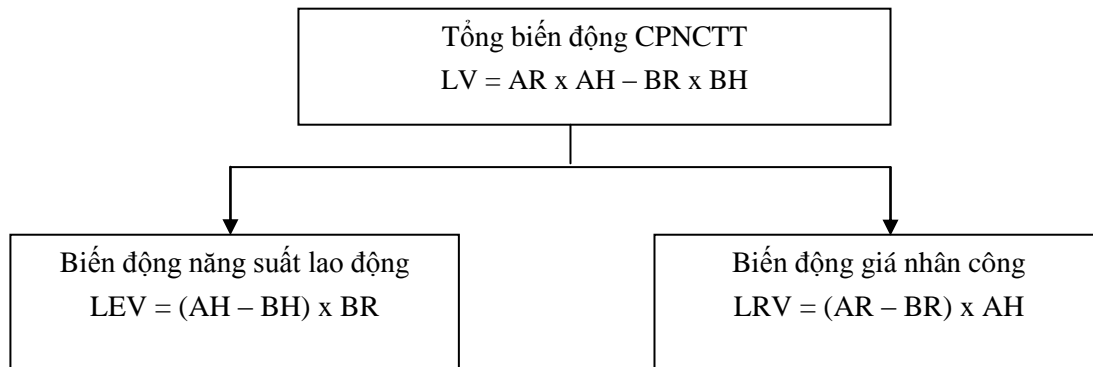 Tổng biến động CPNCTT
LV = AR x AH – BR x BH
Biến động năng suất lao động
LEV = (AH – BH) x BR
Biến động giá nhân công
LRV = (AR – BR) x AH